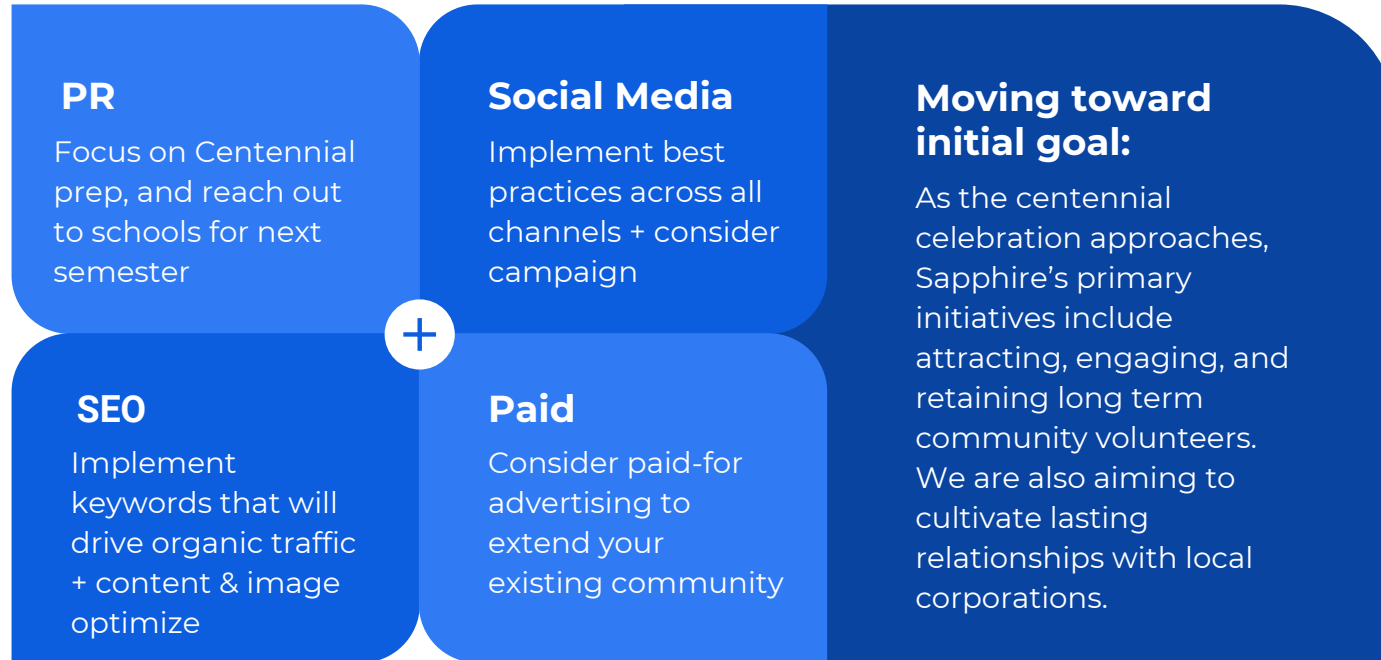 PR
Focus on Centennial
prep, and reach out
to schools for next
semester
Social Media
Implement best
practices across all
channels + consider
campaign
SEO
Implement
keywords that will
drive organic traffic
+ content & image
optimize
Paid
Consider paid-for
advertising to
extend your
existing community
+
Moving toward
initial goal:
As the centennial
celebration approaches,
Sapphire’s primary
initiatives include
attracting, engaging, and
retaining long term
community volunteers.
We are also aiming to
cultivate lasting
relationships with local
corporations.